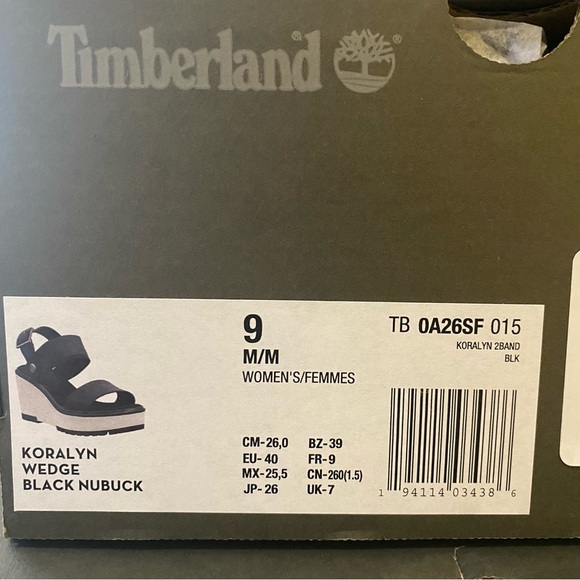 Timberland® ®
9
M/M
WOMEN'S/FEMMES
TB 0A26SF 015
KORALYN 2BAND
BLK
KORALYN
WEDGE
BLACK NUBUCK
CM-26,0 BZ-39
EU- 40 FR-9
MX-25,5 CN-260(1.5)
JP- 26 UK-7
1 94114 03438 6